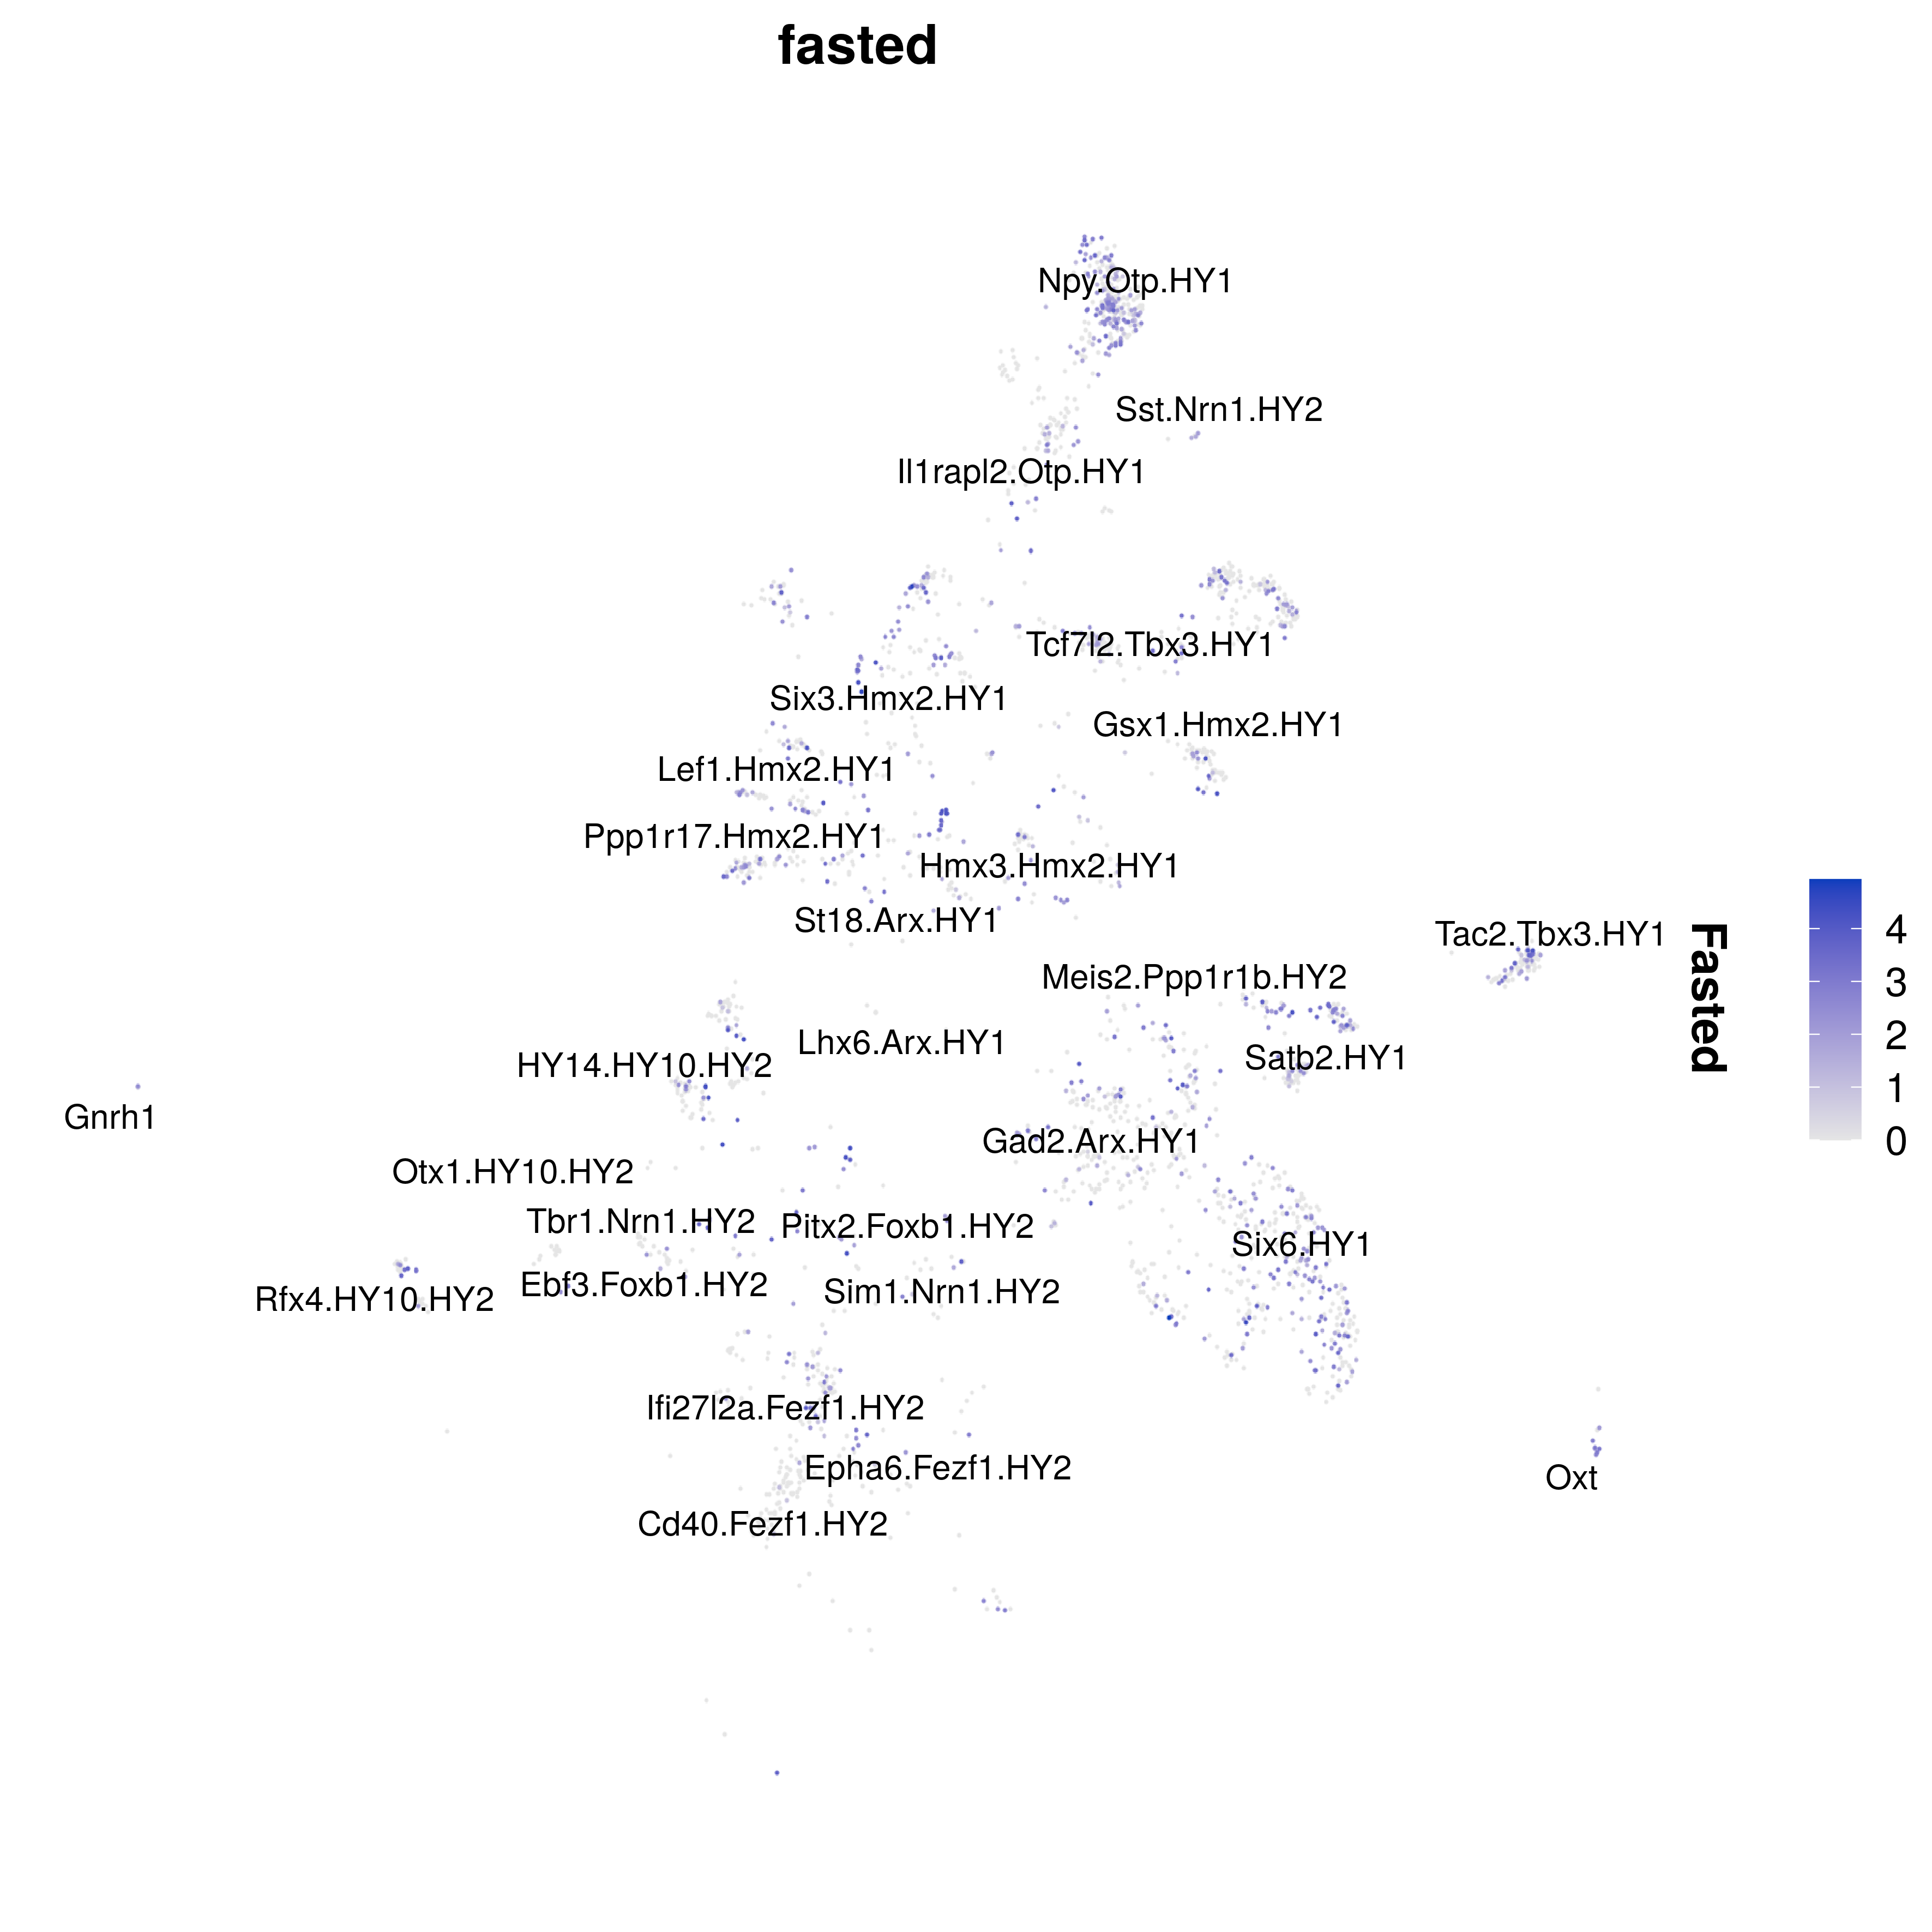 fasted
Npy.Otp.HY1
Sst.Nrn1.HY2
Il1rapl2.Otp.HY1
Tcf7l2.Tbx3.HY1
Six3.Hmx2.HY1
Gsx1.Hmx2.HY1
Lef1.Hmx2.HY1
Ppp1r17.Hmx2.HY1
Hmx3.Hmx2.HY1
St18.Arx.HY1
Tac2.Tbx3.HY1
Meis2.Ppp1r1b.HY2
Lhx6.Arx.HY1
Satb2.HY1
HY14.HY10.HY2
Gnrh1
Gad2.Arx.HY1
Otx1.HY10.HY2
Tbr1.Nrn1.HY2
Pitx2.Foxb1.HY2
Six6.HY1
Ebf3.Foxb1.HY2
Sim1.Nrn1.HY2
Rfx4.HY10.HY2
Ifi27l2a.Fezf1.HY2
Epha6.Fezf1.HY2
Oxt
Cd40.Fezf1.HY2
Fasted
4
3
2
1
0